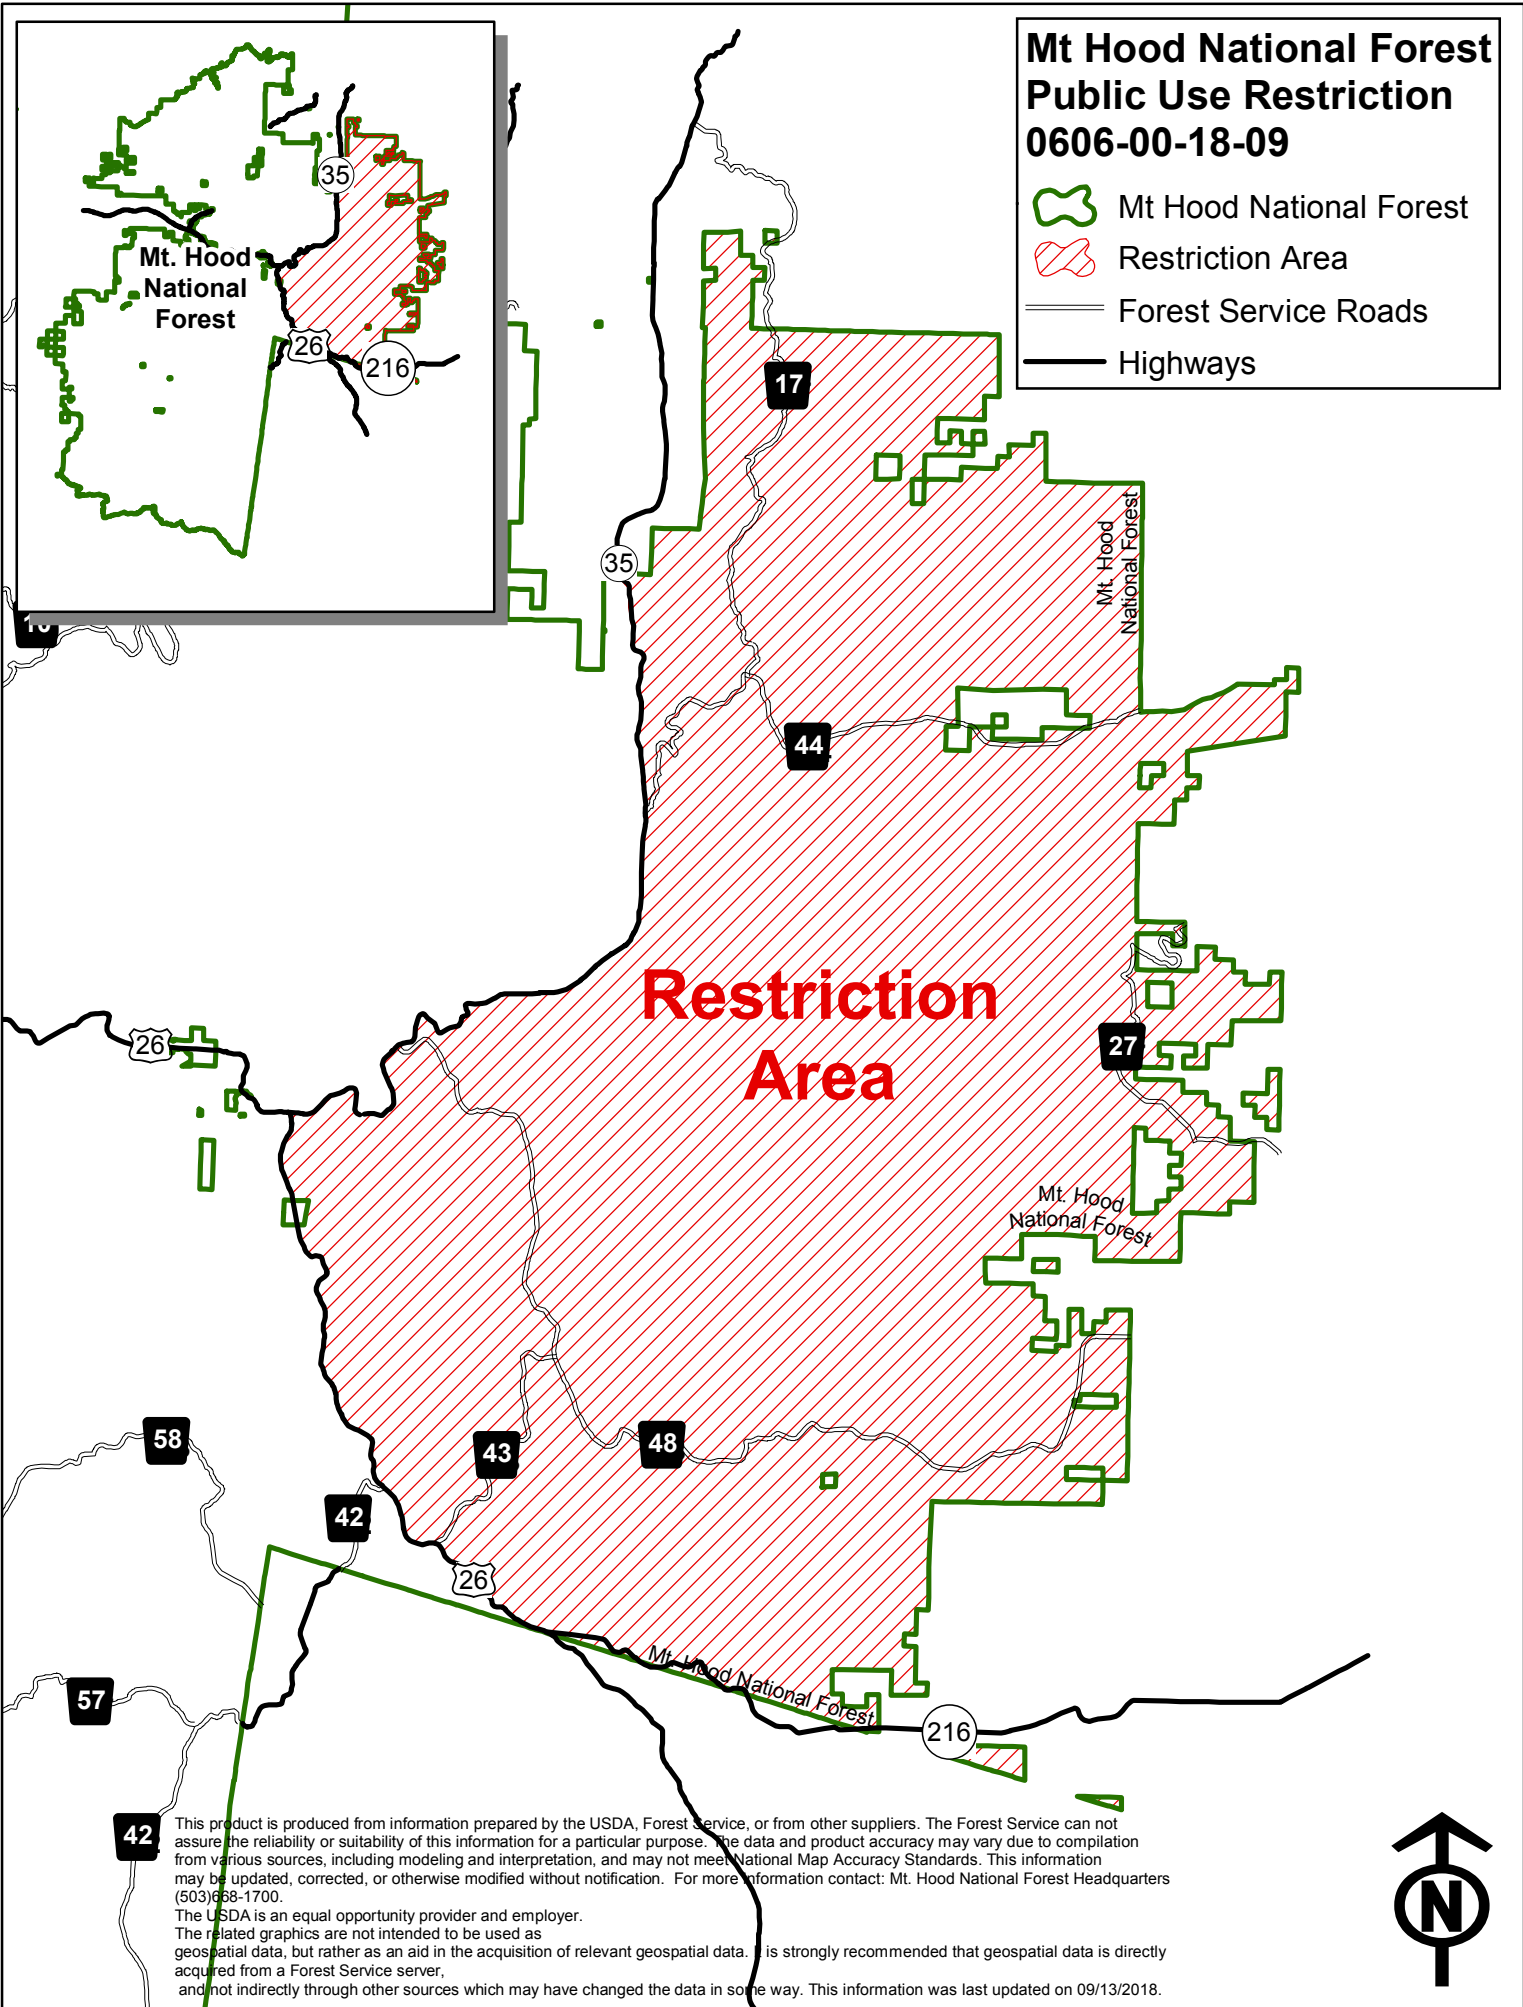 Mt Hood National Forest
Public Use Restriction
0606-00-18-09
Mt Hood National Forest
Restriction Area
Forest Service Roads
Highways
35
Mt. Hood
National
Forest
26
216
17
35
Mt. Hood
National Forest
44
Restriction
Area
26
27
Mt. Hood
National Forest
58
43
48
42
26
Mt. Hood National Forest
57
216
42
This product is produced from information prepared by the USDA, Forest Service, or from other suppliers. The Forest Service can not
assure the reliability or suitability of this information for a particular purpose. The data and product accuracy may vary due to compilation
from various sources, including modeling and interpretation, and may not meet National Map Accuracy Standards. This information
may be updated, corrected, or otherwise modified without notification. For more information contact: Mt. Hood National Forest Headquarters
(503)668-1700.
The USDA is an equal opportunity provider and employer.
The related graphics are not intended to be used as
geospatial data, but rather as an aid in the acquisition of relevant geospatial data. It is strongly recommended that geospatial data is directly
acquired from a Forest Service server,
and not indirectly through other sources which may have changed the data in some way. This information was last updated on 09/13/2018.
N